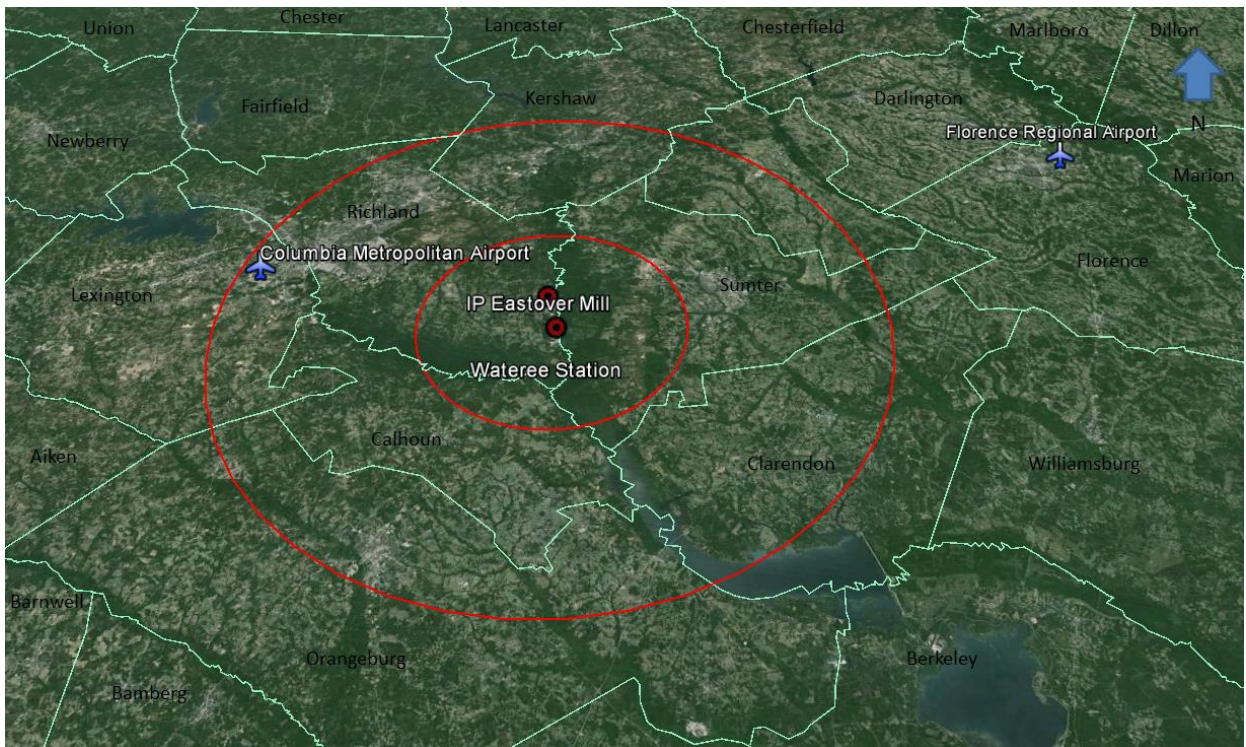 Union
Chester
Lancaster
Chesterfield
Marlboro
Dillon
Fairfield
Kershaw
Darlington
Newberry
Florence Regional Airport
N
Marion
Richland
Columbia Metropolitan Airport
Lexington
Sumter
Florence
IP Eastover Mill
Wateree Station
Calhoun
Aiken
Clarendon
Williamsburg
Barnwell
Orangeburg
Berkeley
Bamberg